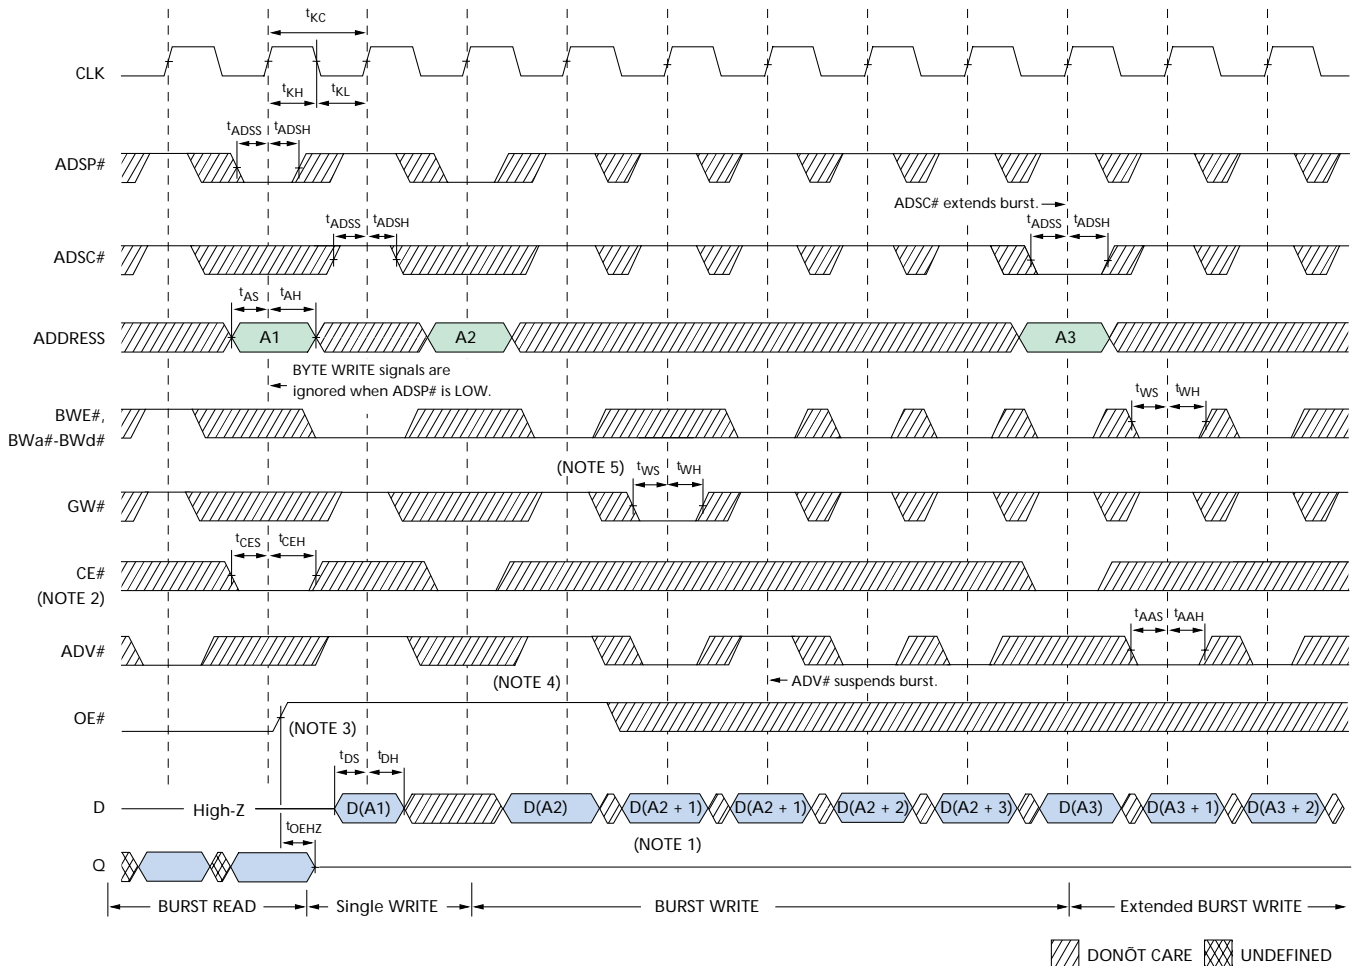 tKC
CLK
tKH
tKL
tADSS
tADSH
ADSP#
ADSC# extends burst.
tADSS
tADSH
tADSS
tADSH
ADSC#
tAS
tAH
ADDRESS
A1
A2
A3
BYTE WRITE signals are
ignored when ADSP# is LOW.
BWE#,
BWa#-BWd#
tWS
tWH
(NOTE 5)
tWS
tWH
GW#
tCES
tCEH
CE#
(NOTE 2)
tAAS
tAAH
ADV#
(NOTE 4)
ADV# suspends burst.
OE#
(NOTE 3)
tDS
tDH
D
High-Z
D(A1)
D(A2)
D(A2 + 1)
D(A2 + 1)
D(A2 + 2)
D(A2 + 3)
D(A3)
D(A3 + 1)
D(A3 + 2)
tOEHZ
(NOTE 1)
Q
BURST READ
Single WRITE
BURST WRITE
Extended BURST WRITE
DONÕT CARE
UNDEFINED